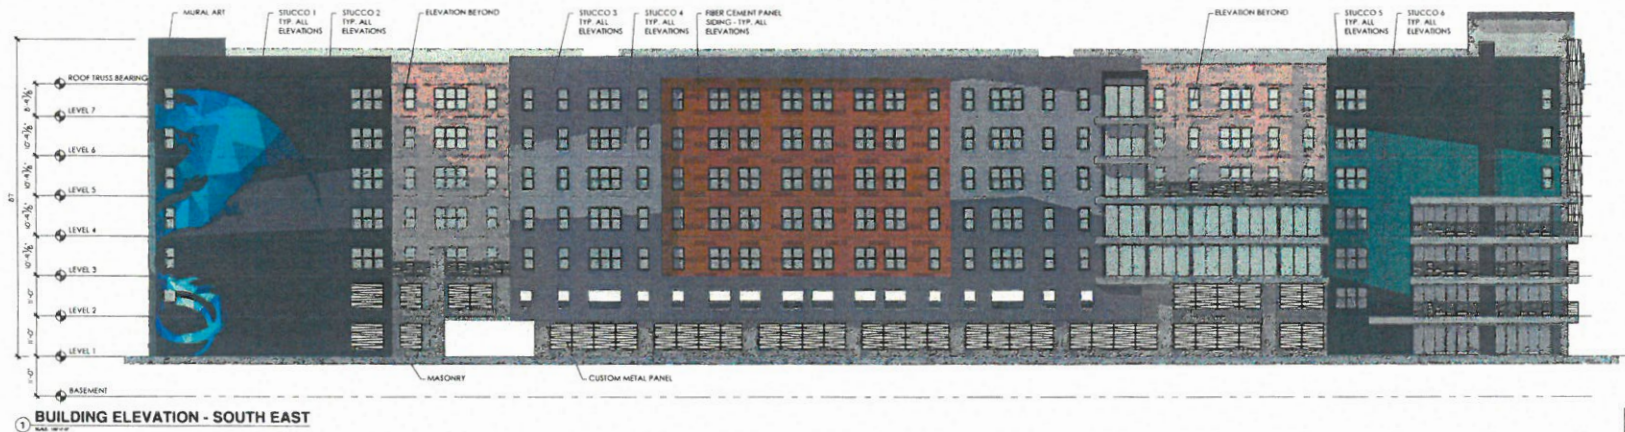 MURAL ART
STUCCO 1
TYP. ALL
ELEVATIONS
STUCCO 2
TYP. ALL
ELEVATIONS
ELEVATION BEYOND
STUCCO 3
TYP. ALL
ELEVATIONS
STUCCO 4
TYP. ALL
ELEVATIONS
FIBER CEMENT PANEL
SIDING - TYP. ALL
ELEVATIONS
ELEVATION BEYOND
STUCCO 5
TYP. ALL
ELEVATIONS
STUCCO 6
TYP. ALL
ELEVATIONS
ROOF TRUSS BEARING
LEVEL 7
LEVEL 6
LEVEL 5
LEVEL 4
LEVEL 3
LEVEL 2
LEVEL 1
BASEMENT
MASONRY
CUSTOM METAL PANEL
1 BUILDING ELEVATION - SOUTH EAST